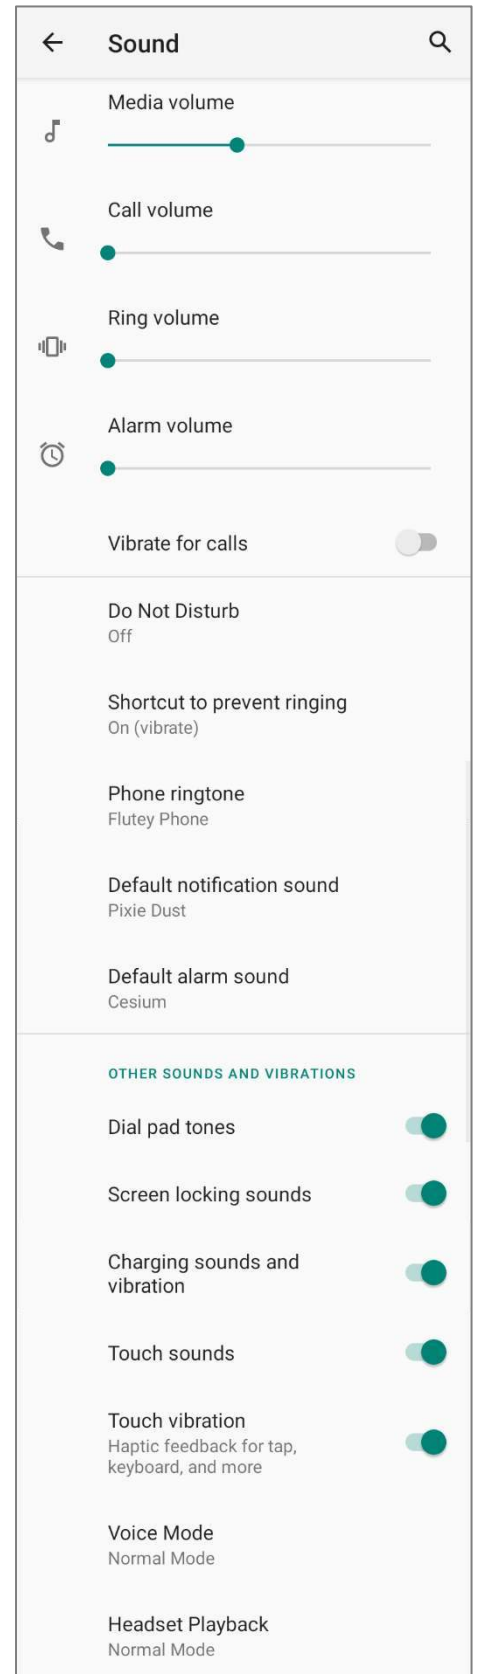 Sound
Media volume
Call volume
Ring volume
Alarm volume
Vibrate for calls
Do Not Disturb
Off
Shortcut to prevent ringing
On (vibrate)
Phone ringtone
Flutey Phone
Default notification sound
Pixie Dust
Default alarm sound
Cesium
OTHER SOUNDS AND VIBRATIONS
Dial pad tones
Screen locking sounds
Charging sounds and
vibration
Touch sounds
Touch vibration
Haptic feedback for tap,
keyboard, and more
Voice Mode
Normal Mode
Headset Playback
Normal Mode